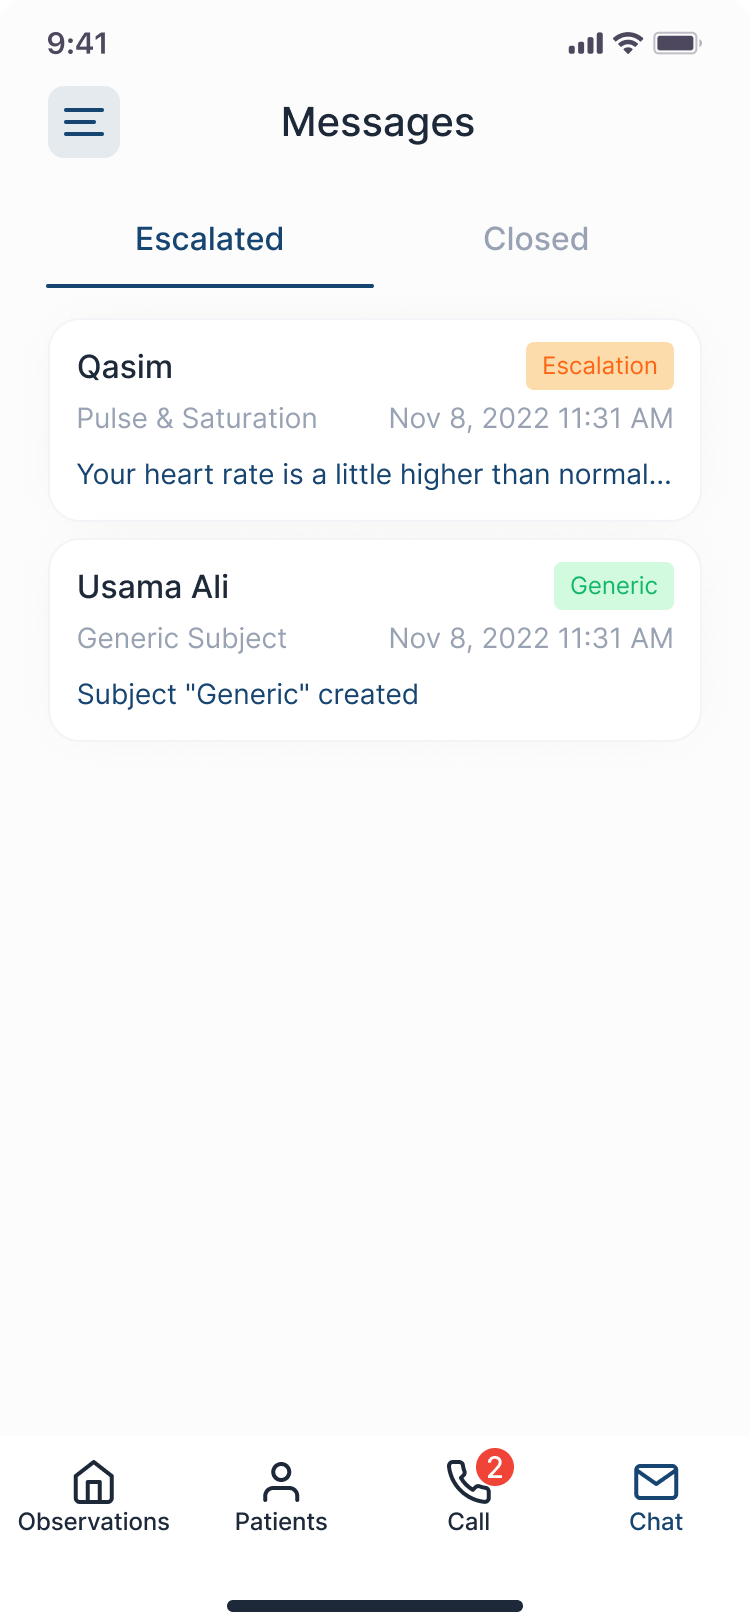 9:41
Messages
Escalated Closed
Qasim Escalation
Pulse & Saturation Nov 8, 2022 11:31 AM
Your heart rate is a little higher than normal...
Usama Ali Generic
Generic Subject Nov 8, 2022 11:31 AM
Subject "Generic" created
2
Observations Patients Call Chat